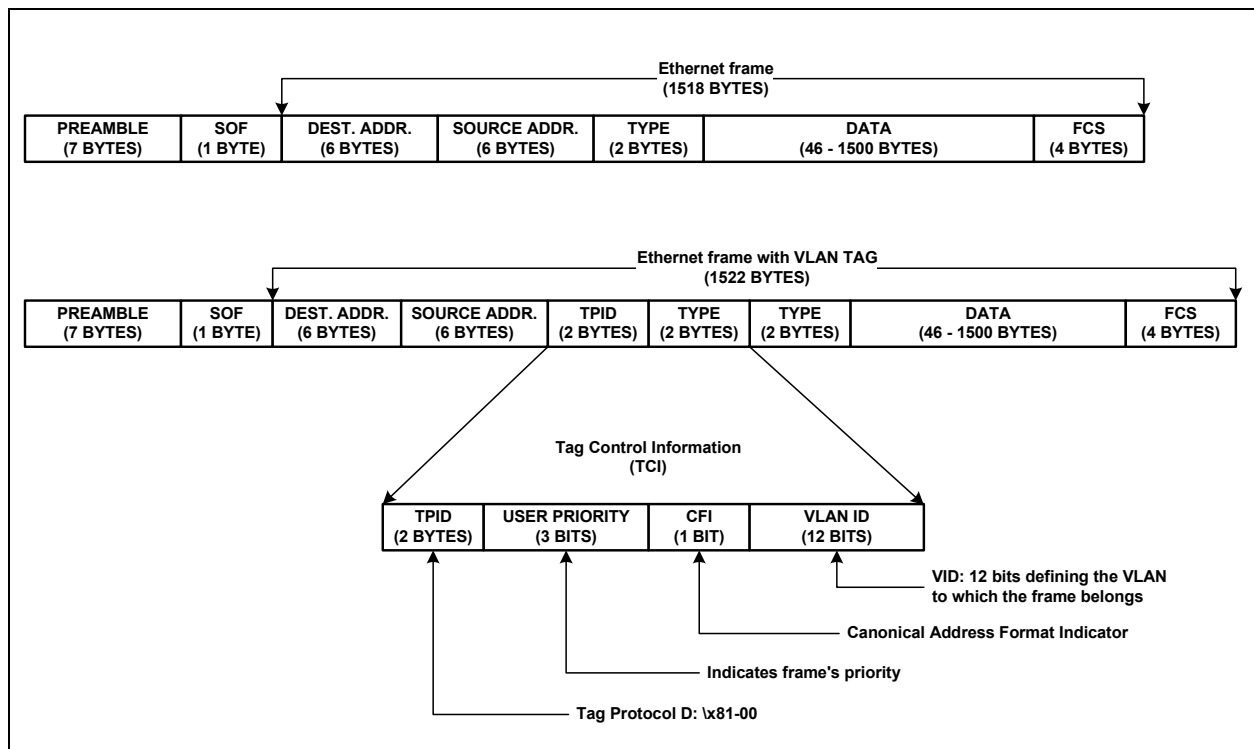 Ethernet frame
(1518 BYTES)
PREAMBLE
(7 BYTES)
SOF
(1 BYTE)
DEST. ADDR.
(6 BYTES)
SOURCE ADDR.
(6 BYTES)
TYPE
(2 BYTES)
DATA
(46 - 1500 BYTES)
FCS
(4 BYTES)
Ethernet frame with VLAN TAG
(1522 BYTES)
PREAMBLE
(7 BYTES)
SOF
(1 BYTE)
DEST. ADDR.
(6 BYTES)
SOURCE ADDR.
(6 BYTES)
TPID
(2 BYTES)
TYPE
(2 BYTES)
TYPE
(2 BYTES)
DATA
(46 - 1500 BYTES)
FCS
(4 BYTES)
Tag Control Information
(TCI)
TPID
(2 BYTES)
USER PRIORITY
(3 BITS)
CFI
(1 BIT)
VLAN ID
(12 BITS)
VID: 12 bits defining the VLAN
to which the frame belongs
Canonical Address Format Indicator
Indicates frame's priority
Tag Protocol D: \x81-00